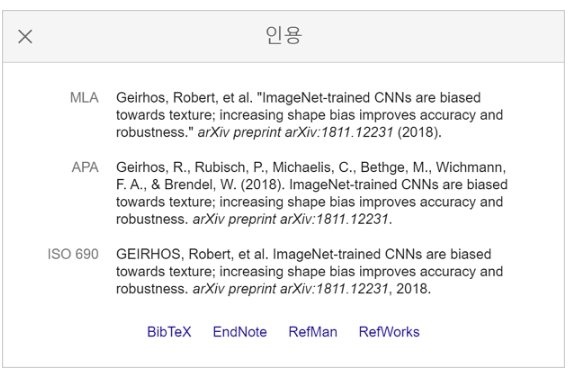 인용
MLA Geirhos, Robert, et al. "ImageNet-trained CNNs are biased
towards texture; increasing shape bias improves accuracy and
robustness." arXiv preprint arXiv:1811.12231 (2018).
APA Geirhos, R., Rubisch, P., Michaelis, C., Bethge, M., Wichmann,
F. A., & Brendel, W. (2018). ImageNet-trained CNNs are biased
towards texture; increasing shape bias improves accuracy and
robustness. arXiv preprint arXiv:1811.12231.
ISO 690 GEIRHOS, Robert, et al. ImageNet-trained CNNs are biased
towards texture; increasing shape bias improves accuracy and
robustness. arXiv preprint arXiv:1811.12231, 2018.
BibTeX EndNote RefMan RefWorks